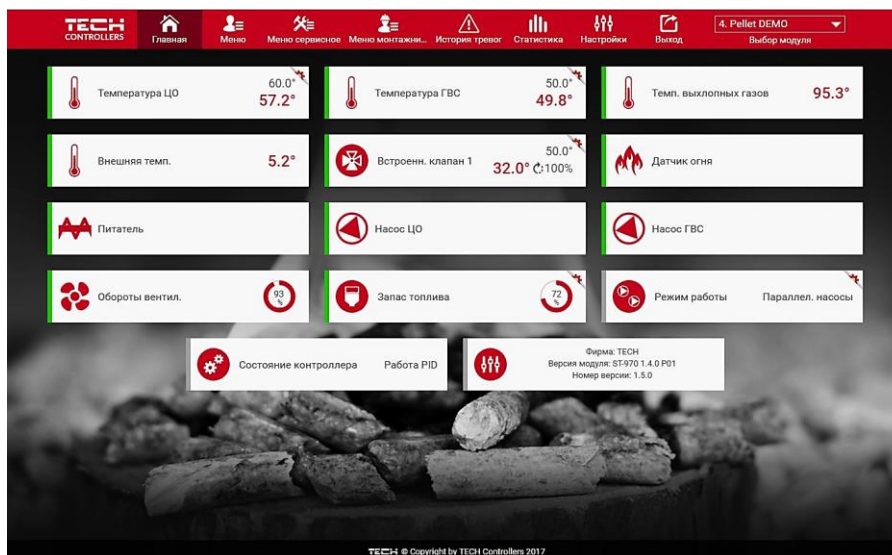 TECH
CONTROLLERS
Главная
Меню
Меню сервисное
Меню монтажни...
История тревог
Статистика
Настройки
Выход
4. Pellet DEMO
Выбор модуля
Температура ЦО
60.0°
57.2°
Температура ГВС
50.0°
49.8°
Темп. выхлопных газов
95.3°
Внешняя темп.
5.2°
Встроенн. клапан 1
50.0°
32.0° 100%
Датчик огня
Питатель
Насос ЦО
Насос ГВС
Обороты вентил.
93
%
Запас топлива
72
%
Режим работы
Параллел. насосы
Состояние контроллера
Работа PID
Фирма: TECH
Версия модуля: ST-970 1.4.0 P01
Номер версии: 1.5.0
TECH © Copyright by TECH Controllers 2017